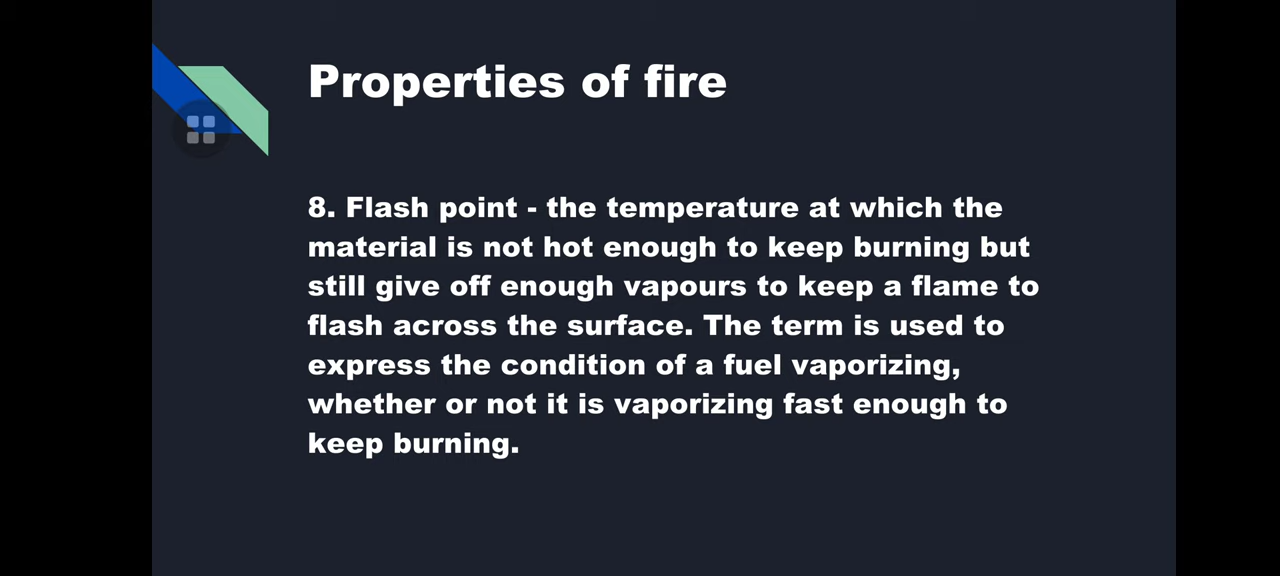 Properties of fire
8. Flash point - the temperature at which the
material is not hot enough to keep burning but
still give off enough vapours to keep a flame to
flash across the surface. The term is used to
express the condition of a fuel vaporizing,
whether or not it is vaporizing fast enough to
keep burning.